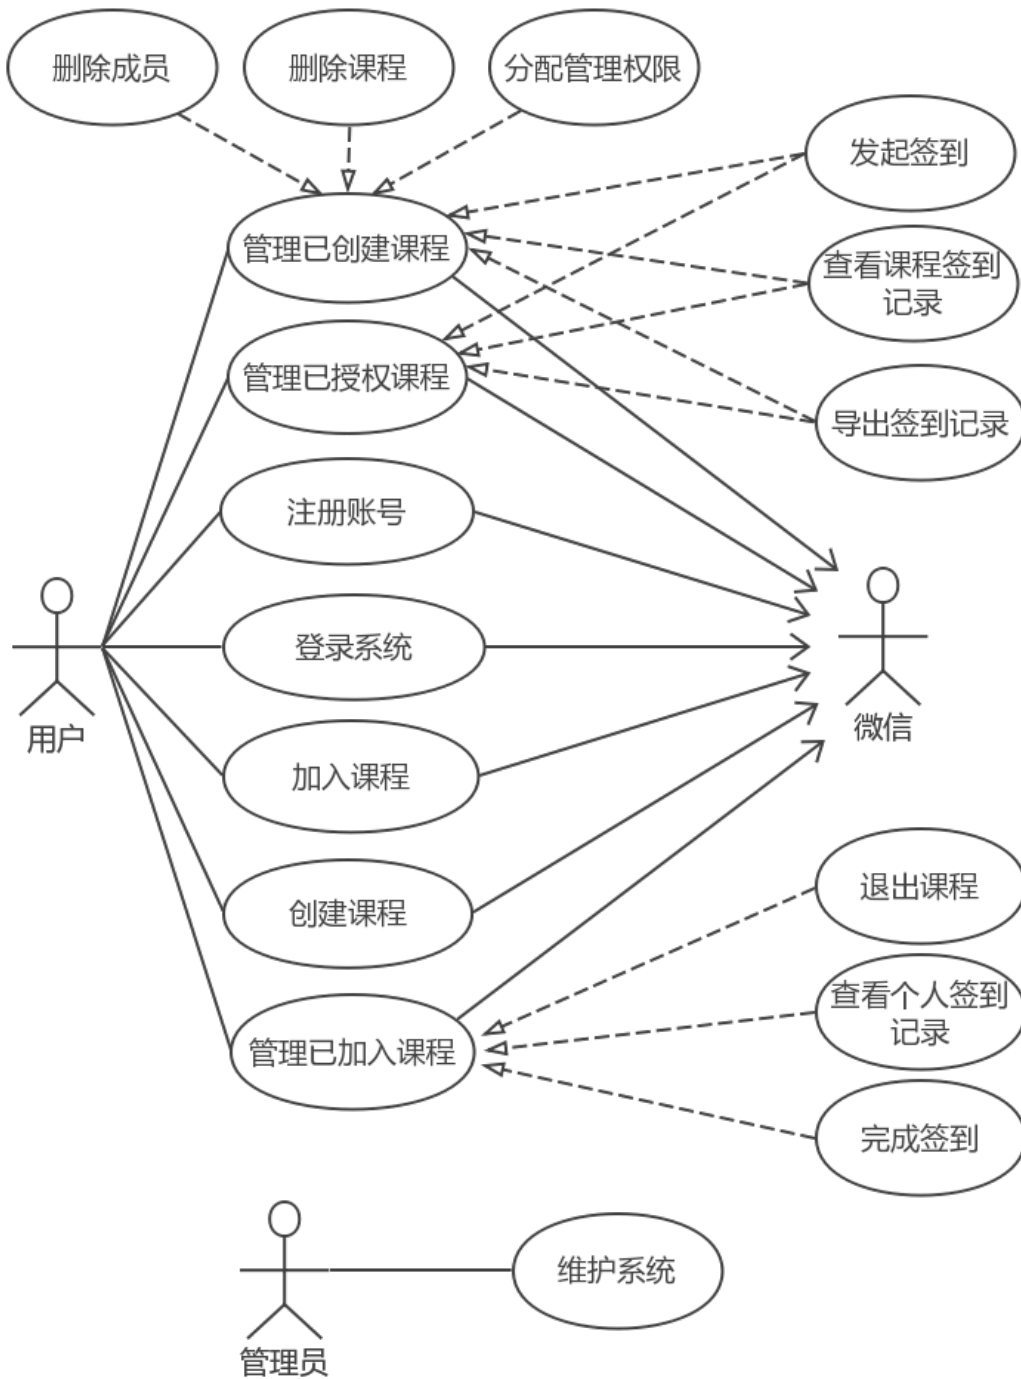 删除成员
删除课程
分配管理权限
发起签到
管理已创建课程
查看课程签到
记录
管理已授权课程
导出签到记录
注册账号
登录系统
用户
微信
加入课程
创建课程
退出课程
查看个人签到
记录
管理已加入课程
完成签到
维护系统
管理员